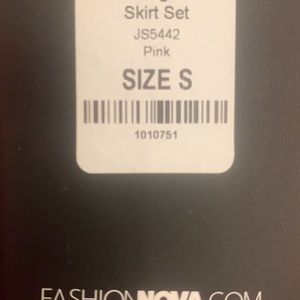 Skirt Set
JS5442
Pink
SIZE S
1010751
FASHIONNOVA.COM